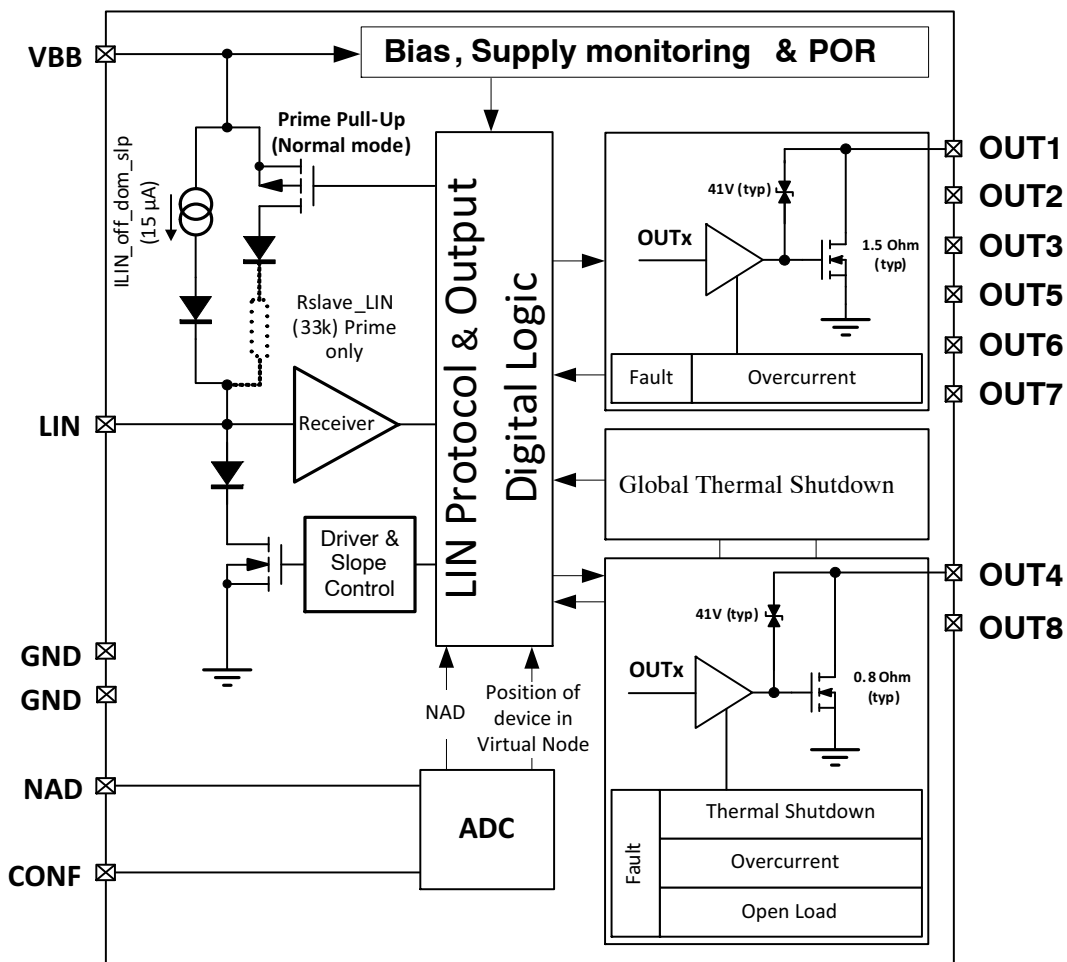 VBB
Bias, Supply monitoring & POR
Prime Pull-Up
(Normal mode)
ILIN_off_dom_slp
(15 µA)
Rslave_LIN
(33k) Prime
only
LIN
Receiver
Driver &
Slope
Control
LIN Protocol & Output
Digital Logic
GND
GND
NAD
Position of
device in
Virtual Node
NAD
CONF
ADC
41V (typ)
OUTx
1.5 Ohm
(typ)
Fault
Overcurrent
OUT1
OUT2
OUT3
OUT5
OUT6
OUT7
Global Thermal Shutdown
41V (typ)
OUTx
0.8 Ohm
(typ)
Fault
Thermal Shutdown
Overcurrent
Open Load
OUT4
OUT8